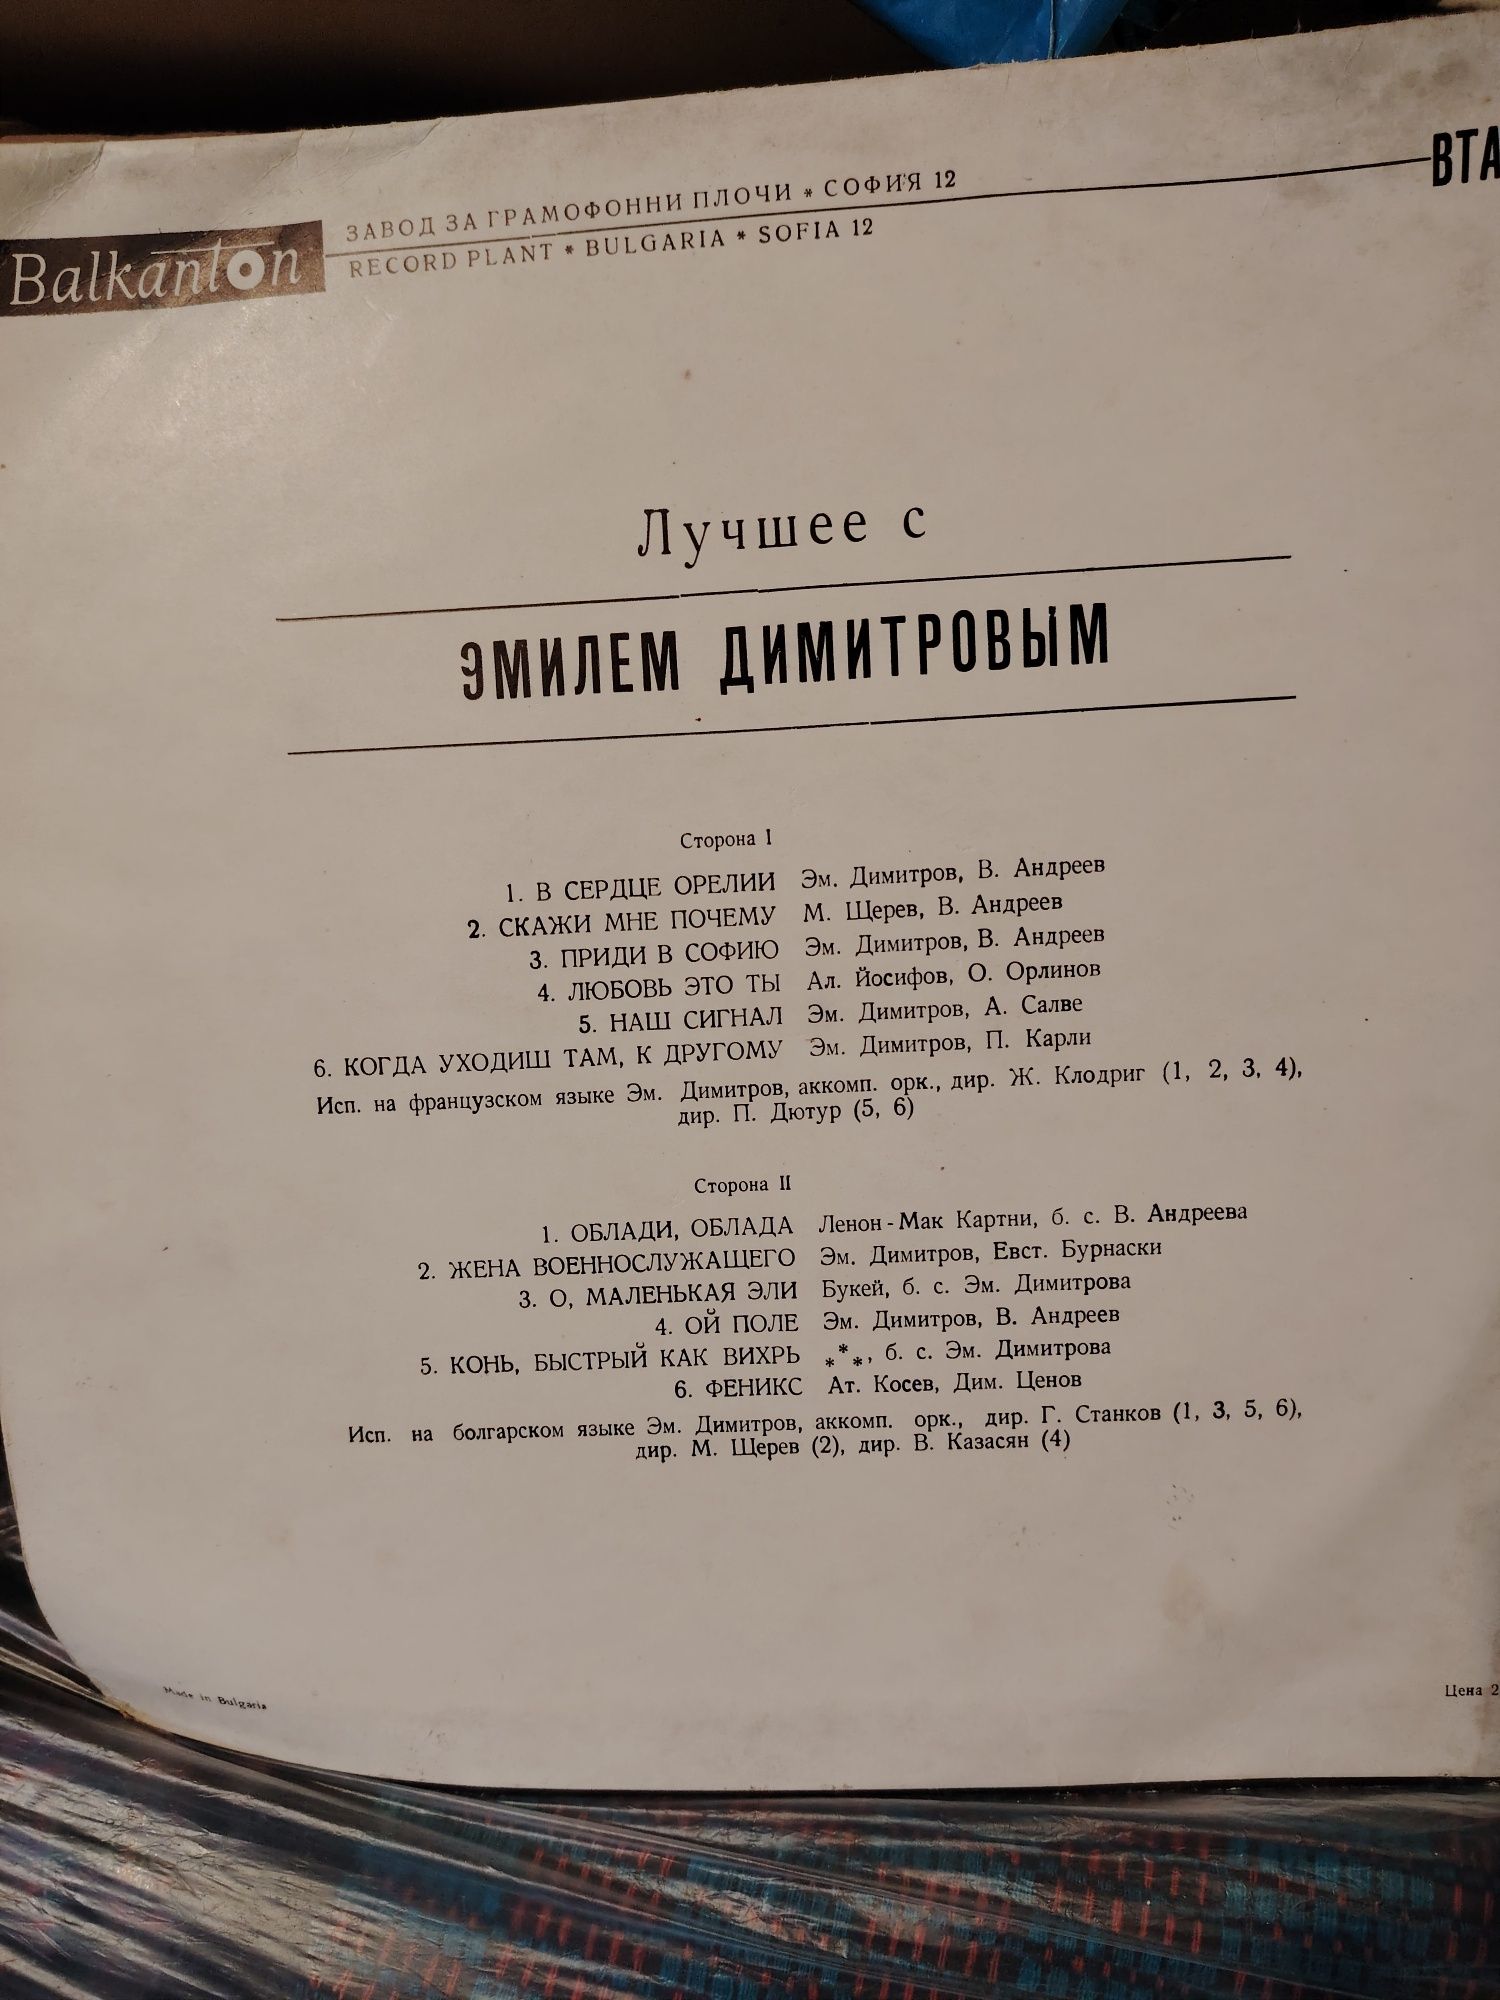 ЗАВОД ЗА ГРАМОФОННИ ПЛОЧИ * СОФИЯ 12
ВТА
Balkanton
RECORD PLANT * BULGARIA * SOFIA 12
Лучшее с
ЭМИЛЕМ ДИМИТРОВЫМ
Сторона I
1. В СЕРДЦЕ ОРЕЛИИ Эм. Димитров, В. Андреев
2. СКАЖИ МНЕ ПОЧЕМУ М. Щерев, В. Андреев
3. ПРИДИ В СОФИЮ Эм. Димитров, В. Андреев
4. ЛЮБОВЬ ЭТО ТЫ Ал. Йосифов, О. Орлинов
5. НАШ СИГНАЛ Эм. Димитров, А. Салве
6. КОГДА УХОДИШ ТАМ, К ДРУГОМУ Эм. Димитров, П. Карли
Исп. на французском языке Эм. Димитров, аккомп. орк., дир. Ж. Клодриг (1, 2, 3, 4),
дир. П. Дютур (5, 6)
Сторона II
1. ОБЛАДИ, ОБЛАДА Ленон-Мак Картни, б. с. В. Андреева
2. ЖЕНА ВОЕННОСЛУЖАЩЕГО Эм. Димитров, Евст. Бурнаски
3. О, МАЛЕНЬКАЯ ЭЛИ Букей, б. с. Эм. Димитрова
4. ОЙ ПОЛЕ Эм. Димитров, В. Андреев
5. КОНЬ, БЫСТРЫЙ КАК ВИХРЬ ***, б. с. Эм. Димитрова
6. ФЕНИКС Ат. Косев, Дим. Ценов
Исп. на болгарском языке Эм. Димитров, аккомп. орк., дир. Г. Станков (1, 3, 5, 6),
дир. М. Щерев (2), дир. В. Казасян (4)
Made in Bulgaria
Цена 2